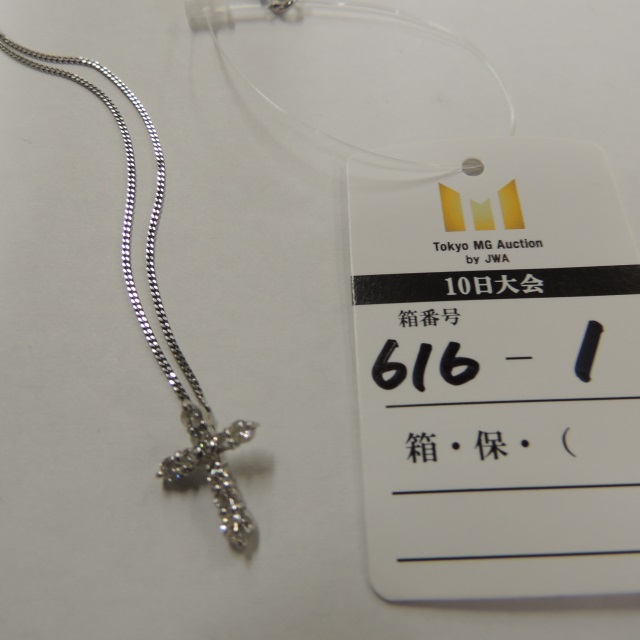 Tokyo MG Auction
by JWA
10日大会
箱番号
616 - 1
箱・保・（